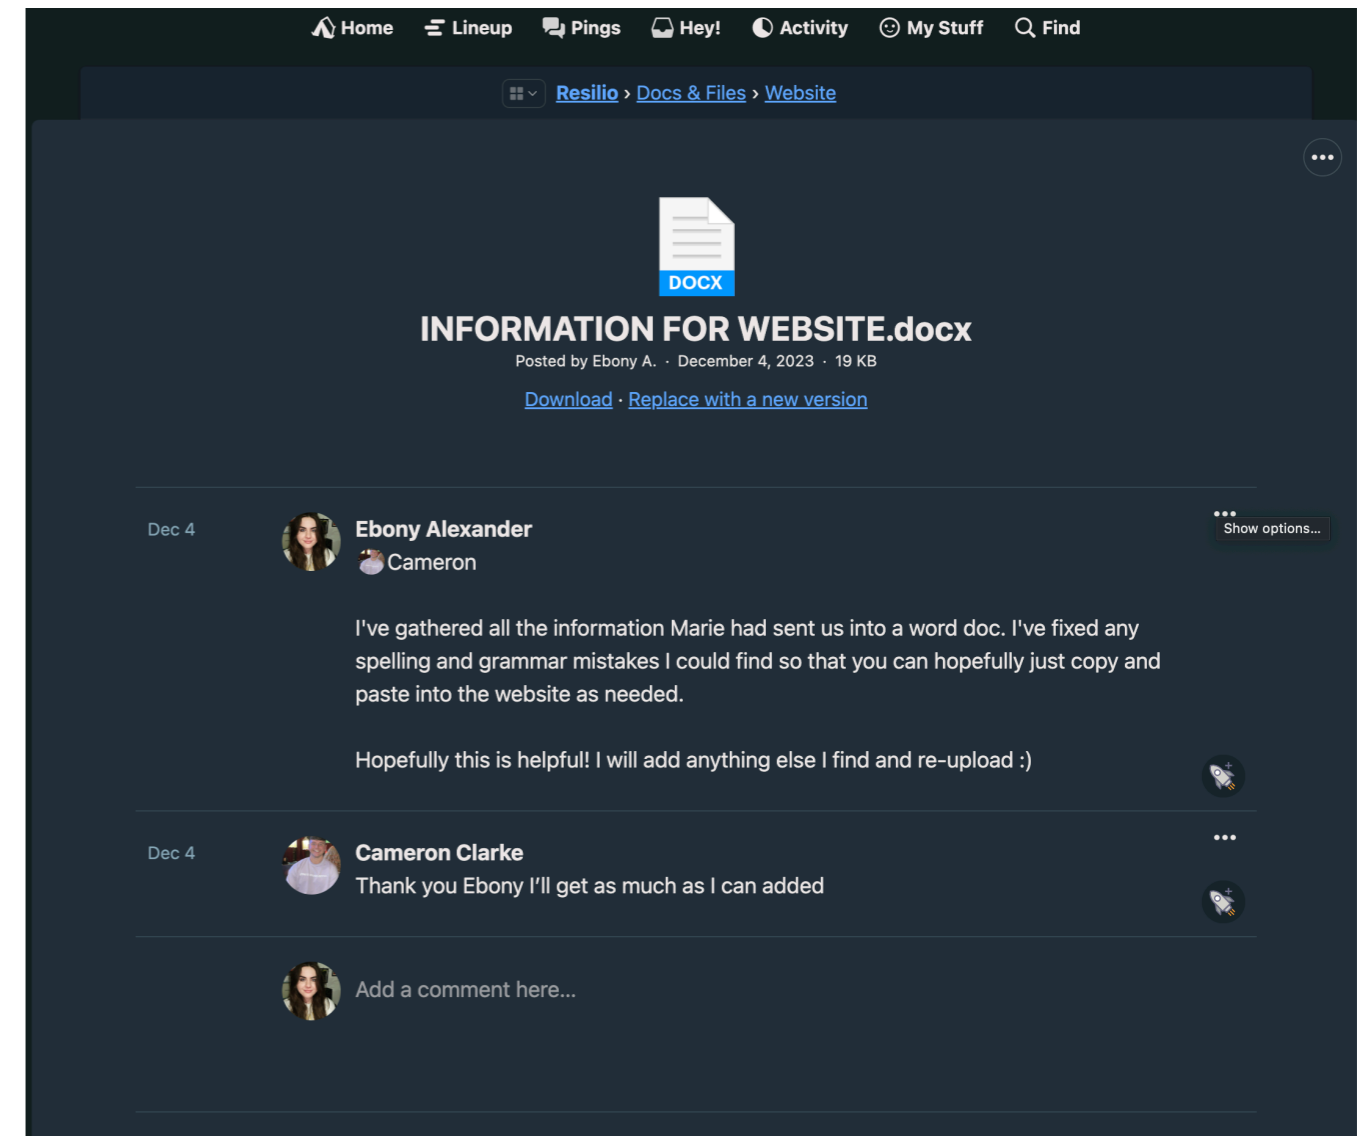 Home Lineup Pings Hey! Activity My Stuff Find
Resilio › Docs & Files › Website
DOCX
INFORMATION FOR WEBSITE.docx
Posted by Ebony A. · December 4, 2023 · 19 KB
Download · Replace with a new version
Dec 4
Ebony Alexander
Show options...
Cameron
I've gathered all the information Marie had sent us into a word doc. I've fixed any
spelling and grammar mistakes I could find so that you can hopefully just copy and
paste into the website as needed.
Hopefully this is helpful! I will add anything else I find and re-upload :)
Dec 4
Cameron Clarke
Thank you Ebony I’ll get as much as I can added
Add a comment here...